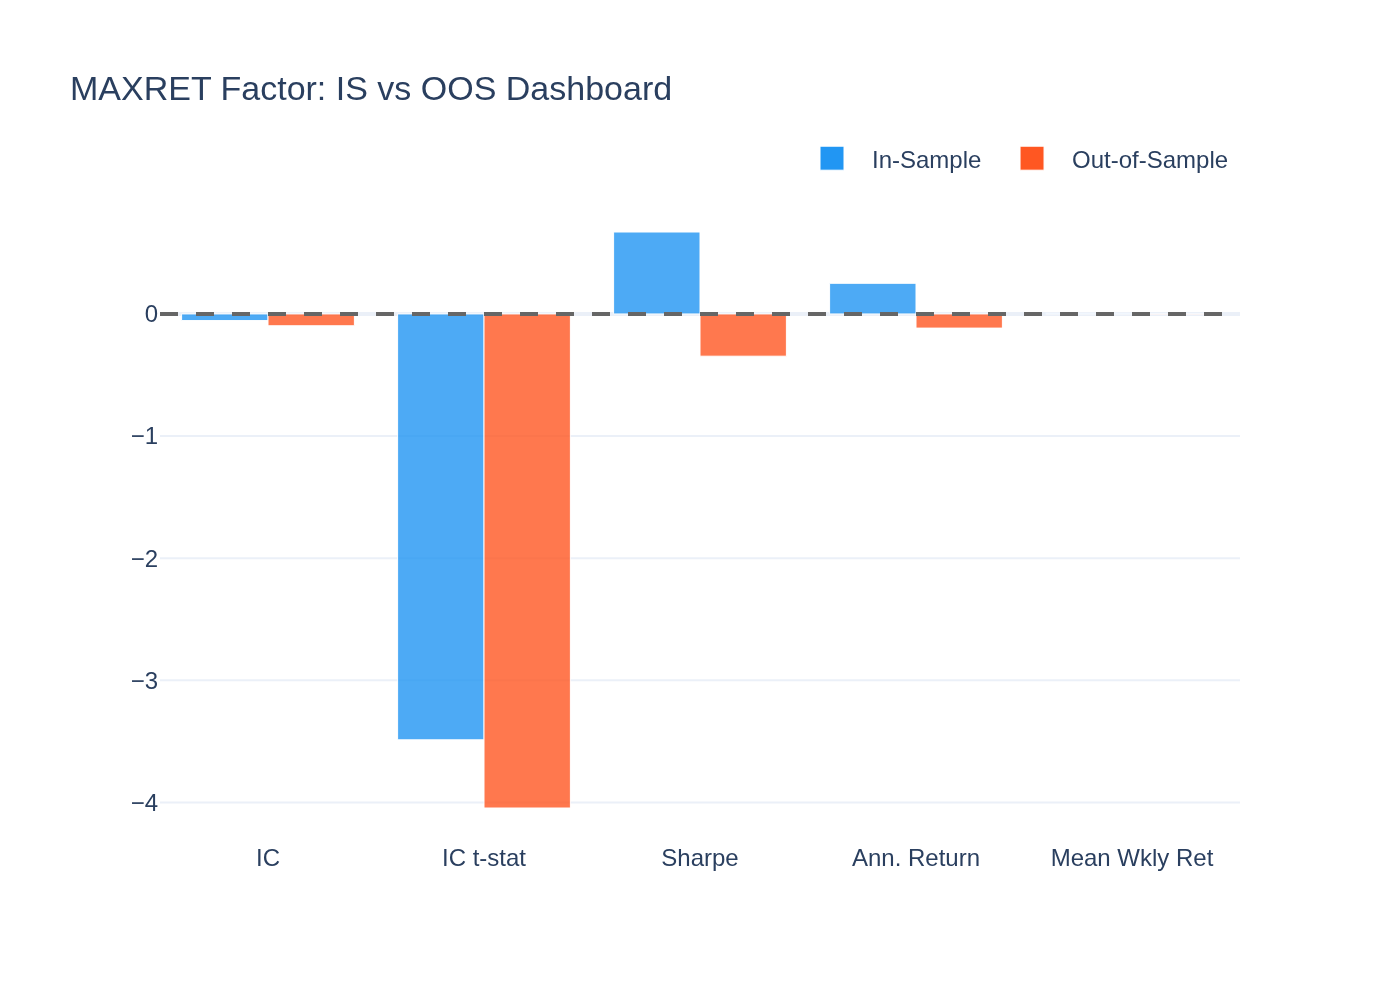 MAXRET Factor: IS vs OOS Dashboard
In-Sample
Out-of-Sample
0
−1
−2
−3
−4
IC
IC t-stat
Sharpe
Ann. Return
Mean Wkly Ret